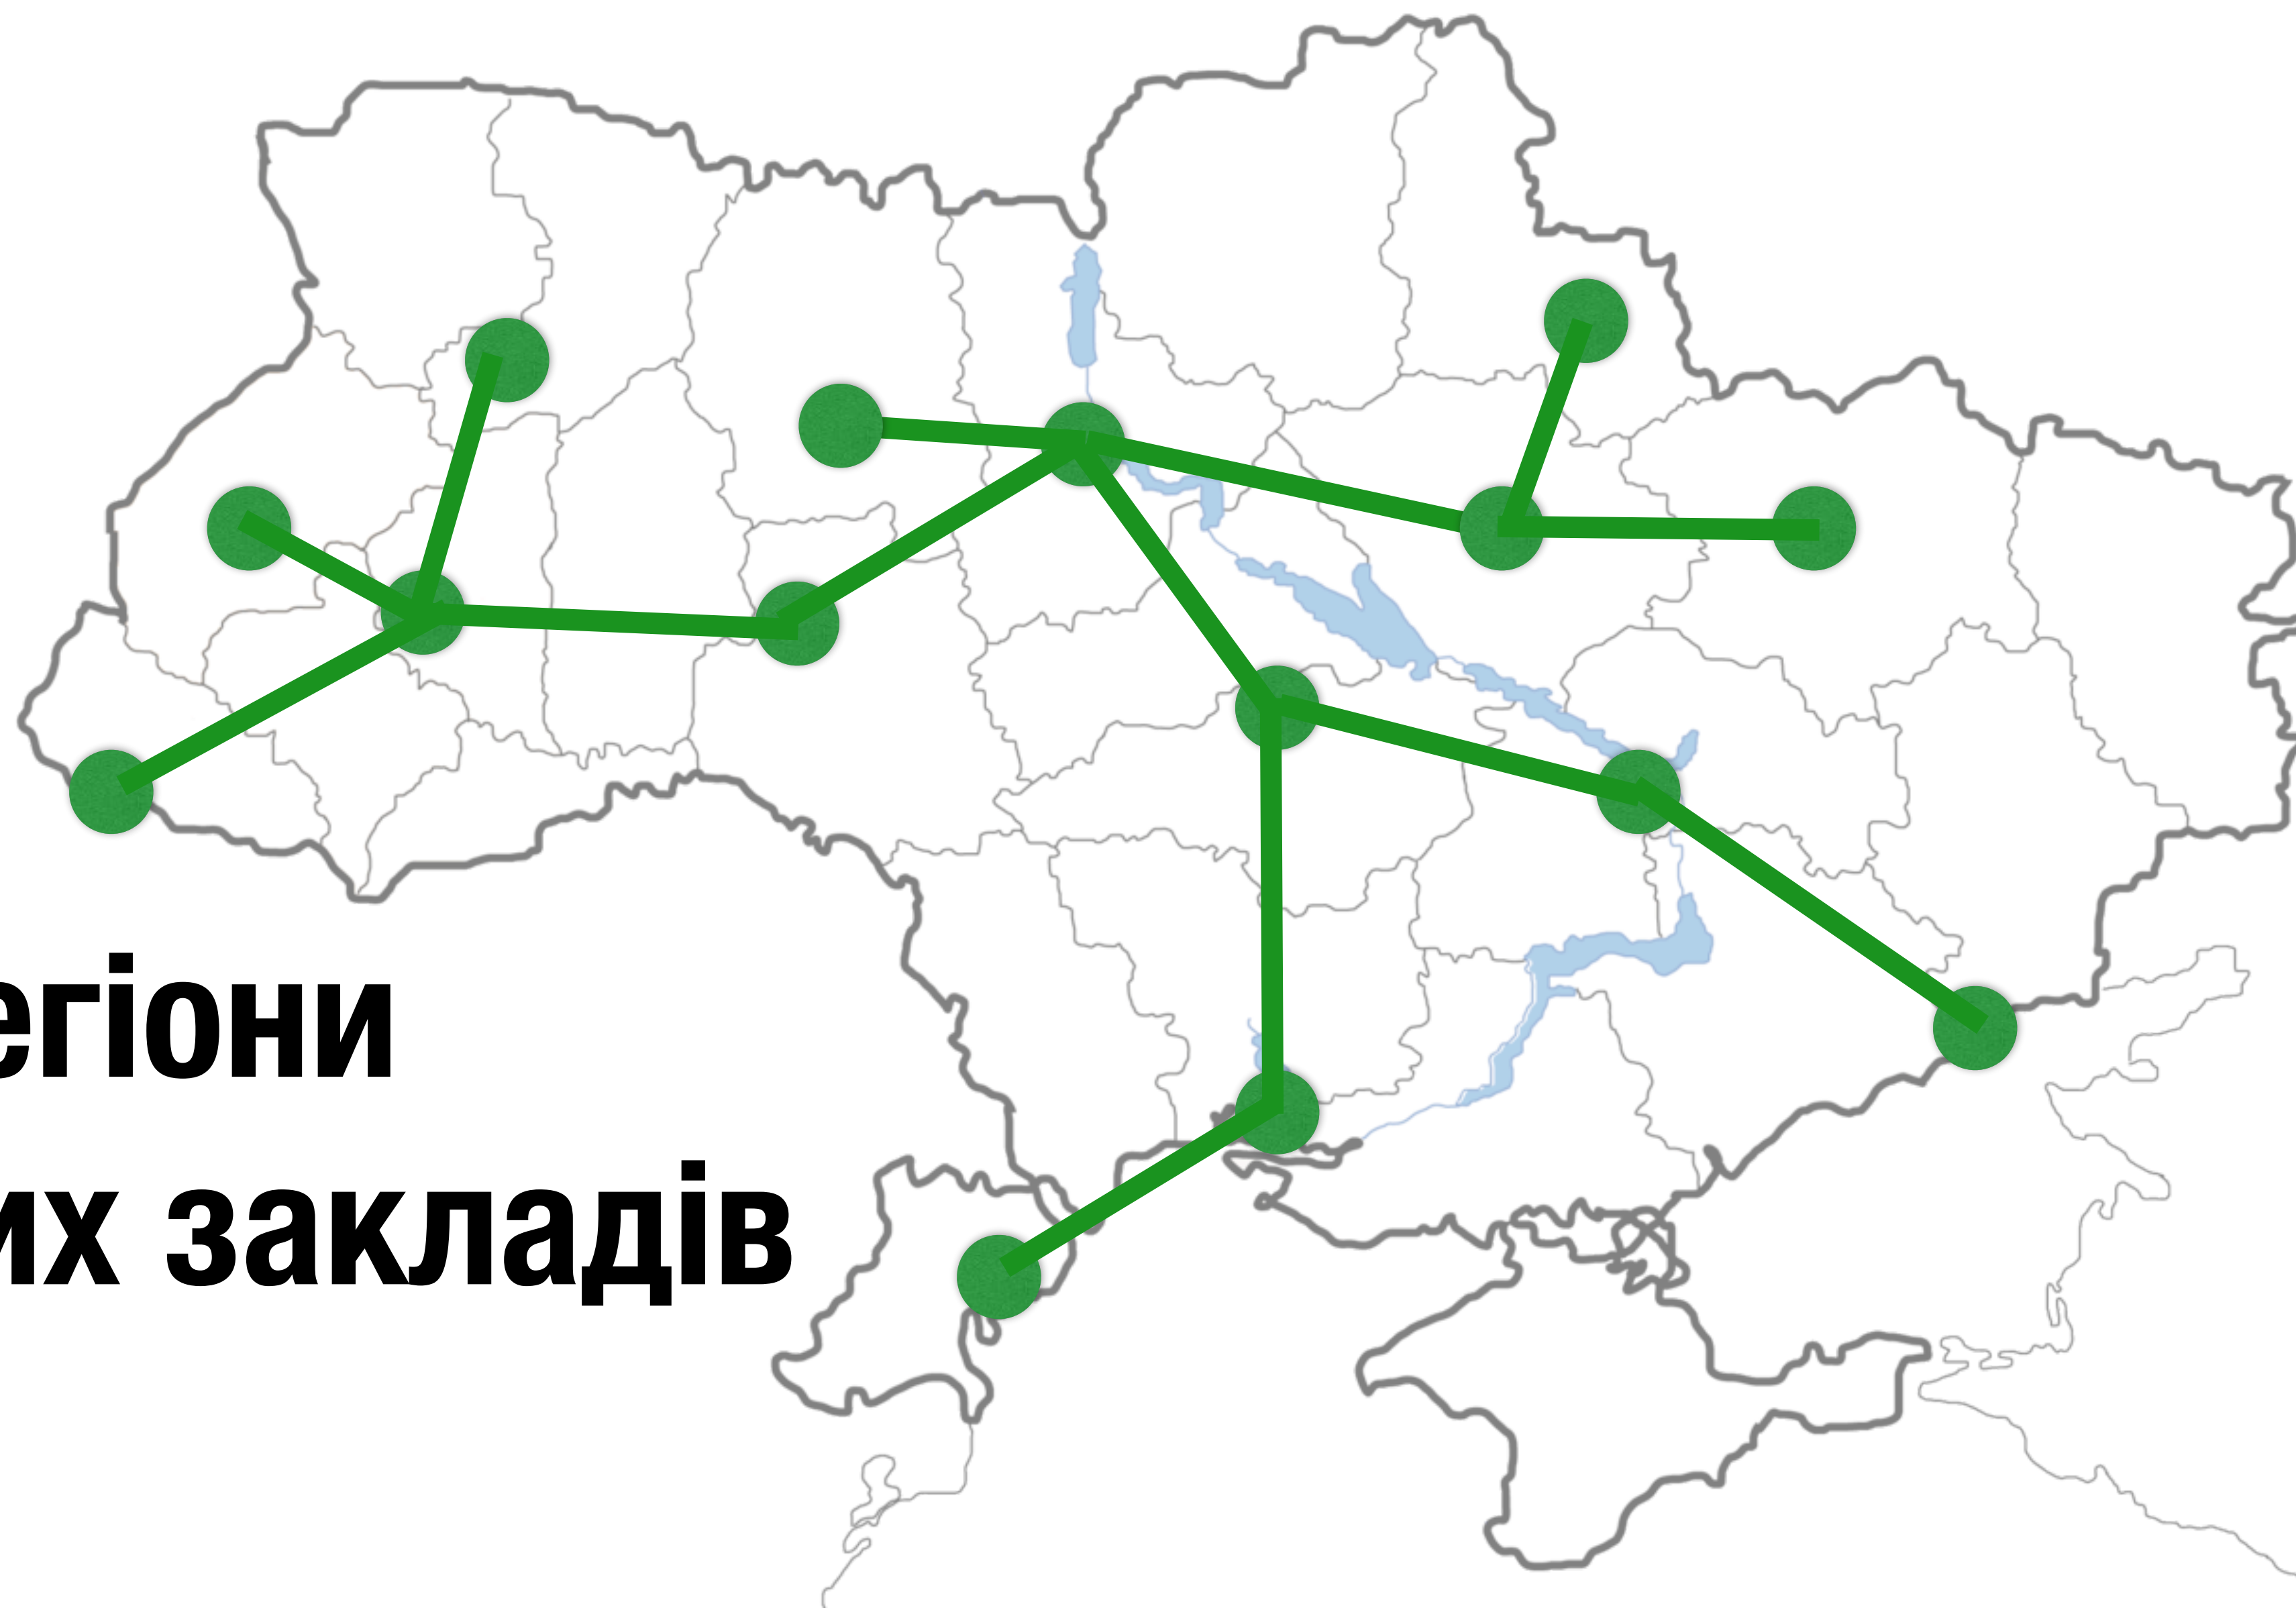 егіони
их закладів